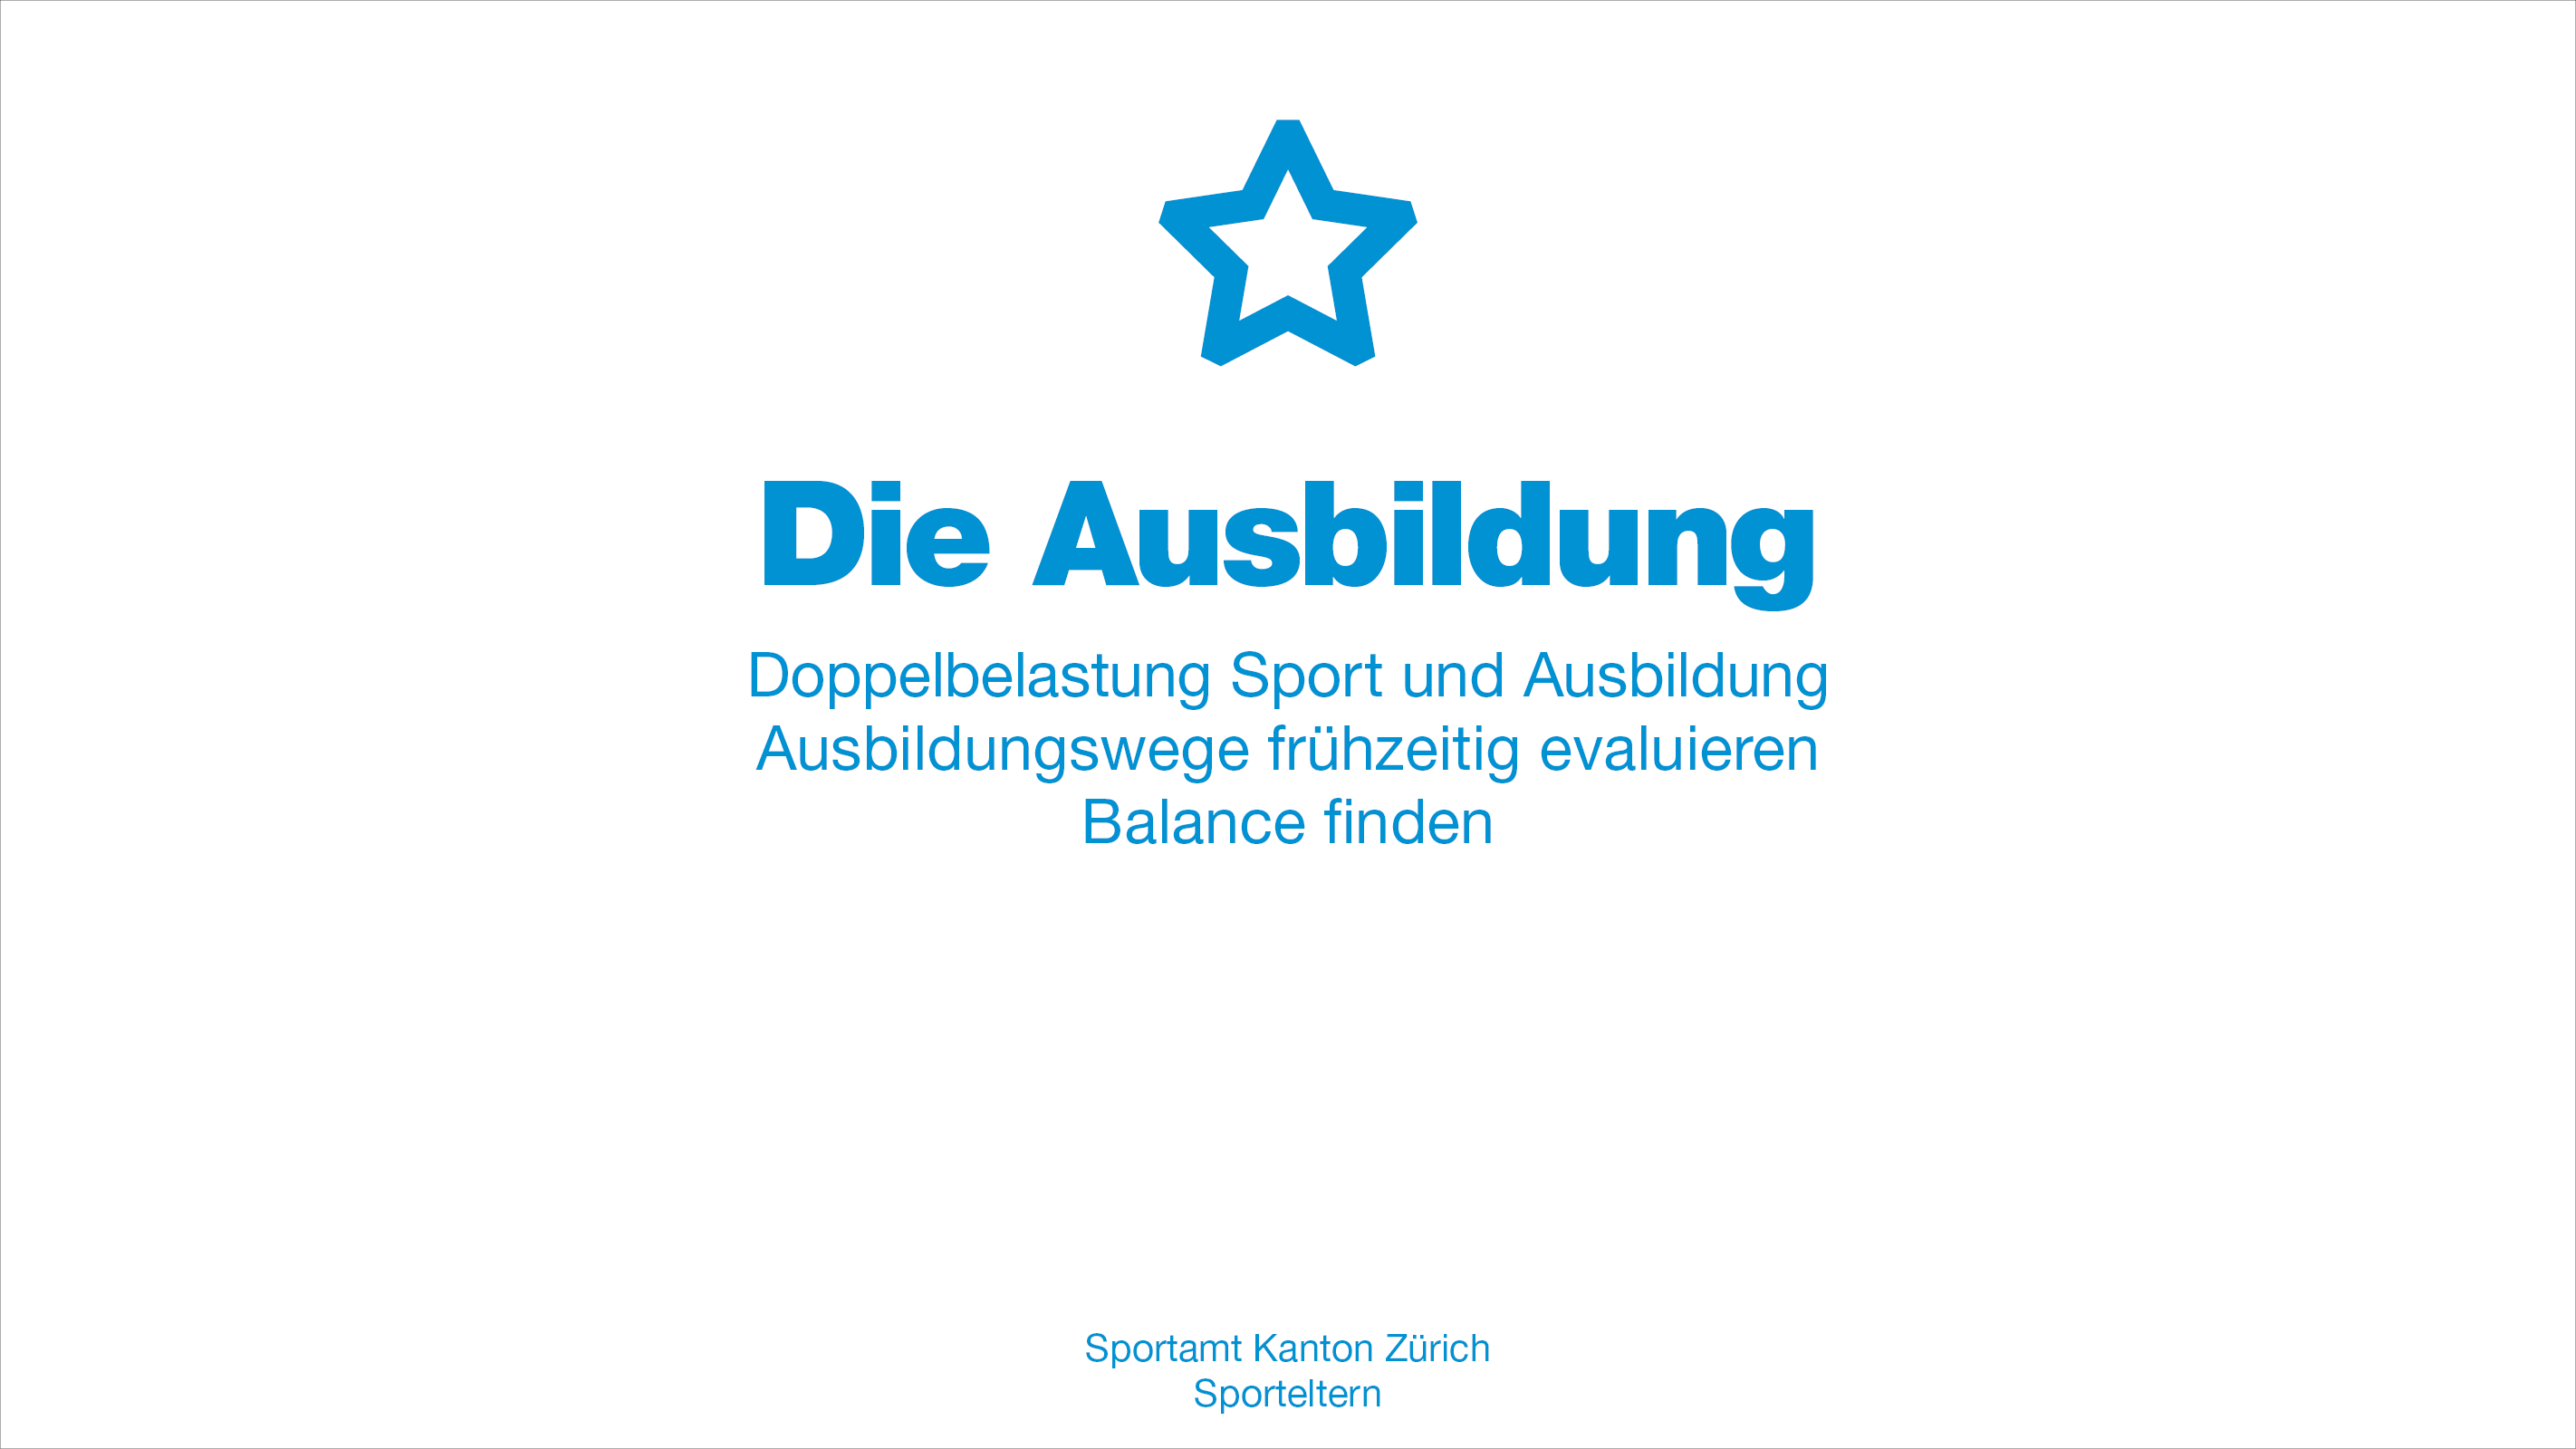 Die Ausbildung
Doppelbelastung Sport und Ausbildung
Ausbildungswege frühzeitig evaluieren
Balance finden
Sportamt Kanton Zürich
Sporteltern